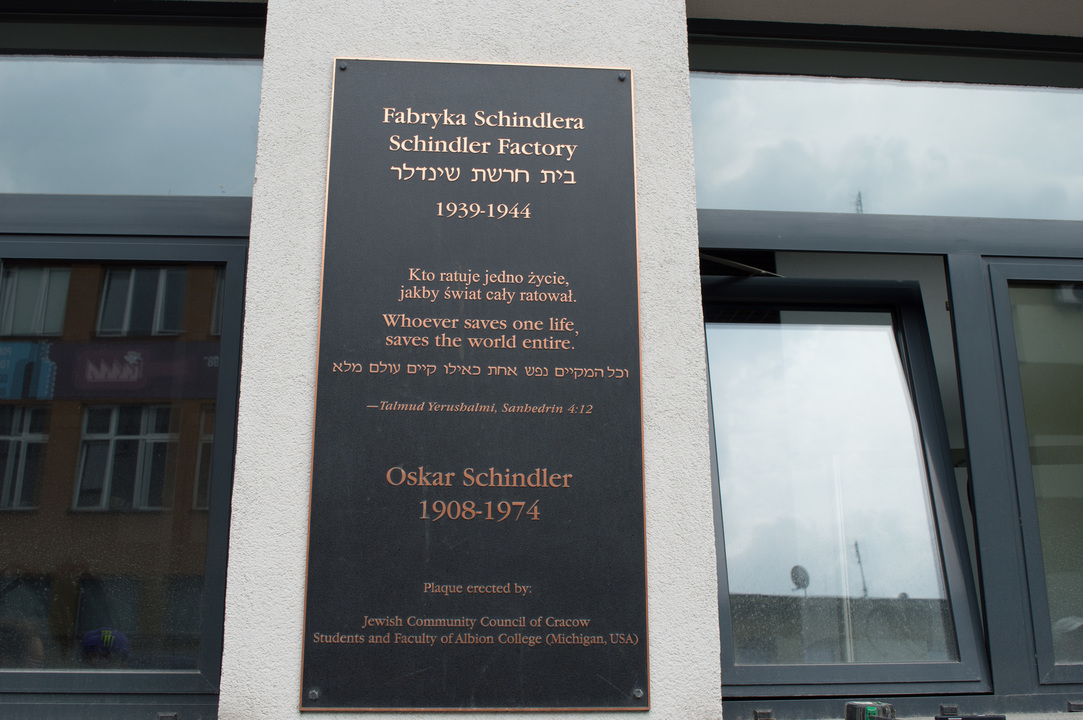 Fabryka Schindlera
Schindler Factory
בית חרשת שינדלר
1939-1944
Kto ratuje jedno życie,
jakby świat cały ratował.
Whoever saves one life,
saves the world entire.
וכל המקיים נפש אחת כאילו קיים עולם מלא
—Talmud Yerushalmi, Sanhedrin 4:12
Oskar Schindler
1908-1974
Plaque erected by:
Jewish Community Council of Cracow
Students and Faculty of Albion College (Michigan, USA)